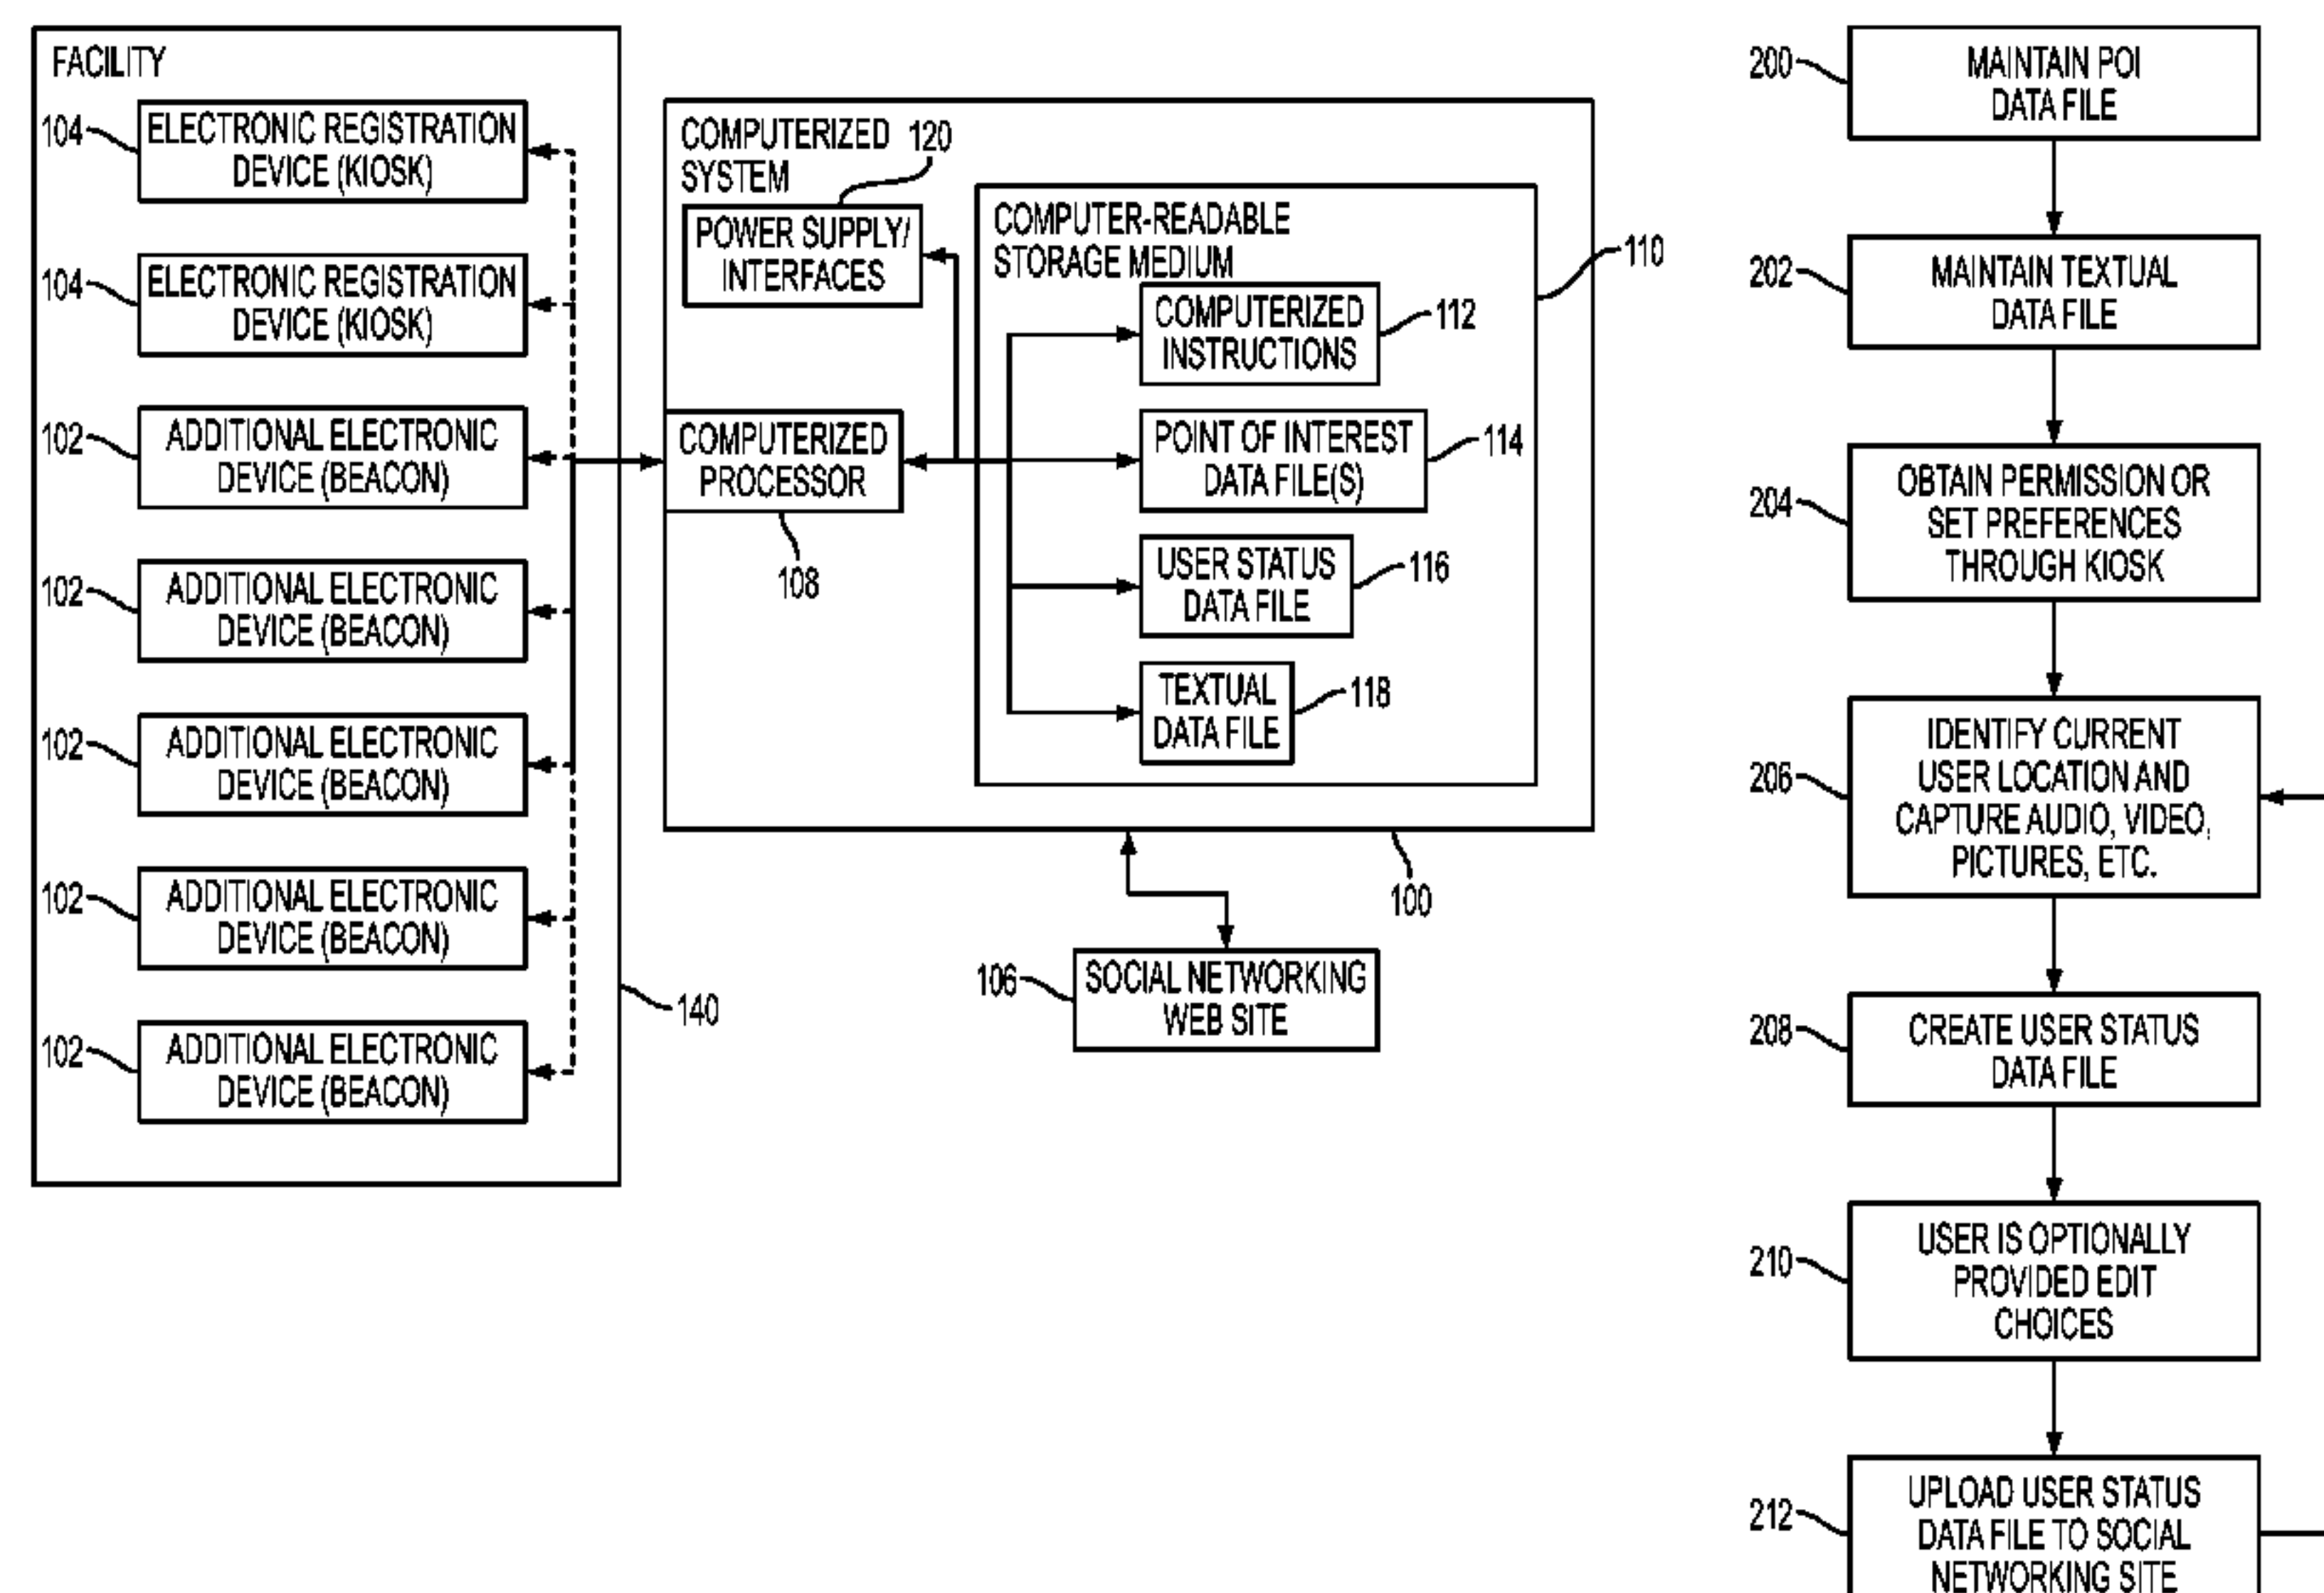 FACILITY
104
ELECTRONIC REGISTRATION
DEVICE (KIOSK)
104
ELECTRONIC REGISTRATION
DEVICE (KIOSK)
102
ADDITIONAL ELECTRONIC
DEVICE (BEACON)
102
ADDITIONAL ELECTRONIC
DEVICE (BEACON)
102
ADDITIONAL ELECTRONIC
DEVICE (BEACON)
102
ADDITIONAL ELECTRONIC
DEVICE (BEACON)
102
ADDITIONAL ELECTRONIC
DEVICE (BEACON)
140
COMPUTERIZED
SYSTEM
120
POWER SUPPLY/
INTERFACES
COMPUTERIZED
PROCESSOR
108
COMPUTER-READABLE
STORAGE MEDIUM
110
COMPUTERIZED
INSTRUCTIONS
112
POINT OF INTEREST
DATA FILE(S)
114
USER STATUS
DATA FILE
116
TEXTUAL
DATA FILE
118
100
106
SOCIAL NETWORKING
WEB SITE
200
MAINTAIN POI
DATA FILE
202
MAINTAIN TEXTUAL
DATA FILE
204
OBTAIN PERMISSION OR
SET PREFERENCES
THROUGH KIOSK
206
IDENTIFY CURRENT
USER LOCATION AND
CAPTURE AUDIO, VIDEO,
PICTURES, ETC.
208
CREATE USER STATUS
DATA FILE
210
USER IS OPTIONALLY
PROVIDED EDIT
CHOICES
212
UPLOAD USER STATUS
DATA FILE TO SOCIAL
NETWORKING SITE